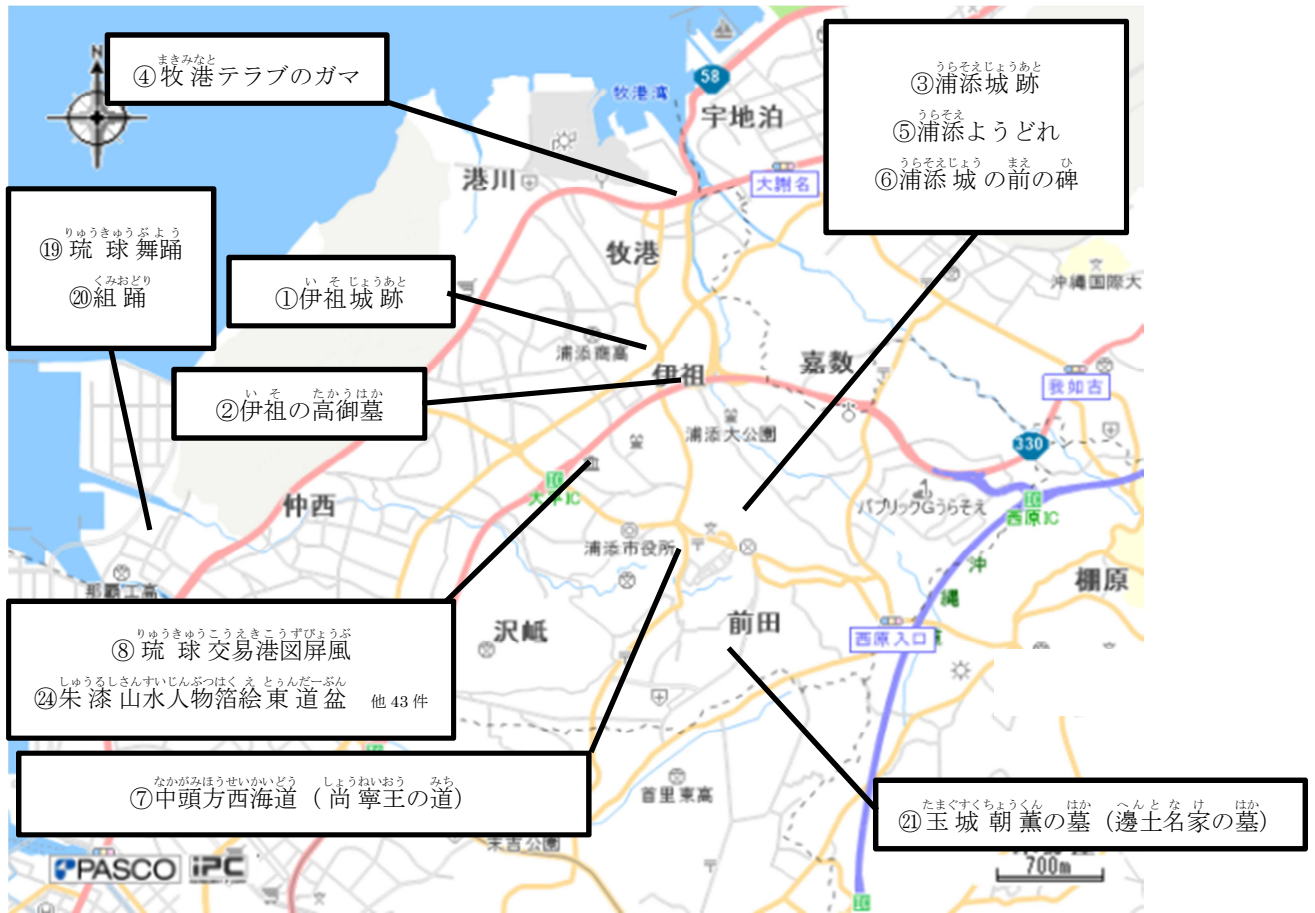 N
④牧港テラブのガマ
まきみなと
牧港湾
58
宇地泊
③浦添城跡
うらそえじょうあと
⑤浦添ようどれ
うらそえ
⑥浦添城の前の碑
うらそえじょう まえ ひ
港川
大謝名
⑲琉球舞踊
りゅうきゅうぶよう
⑳組踊
くみおどり
牧港
沖縄国際大
①伊祖城跡
いそじょうあと
浦添商高
伊祖
嘉数
我如古
②伊祖の高御墓
いそ たかうはか
浦添大公園
330
大平IC
パブリックGうらそえ
西原IC
仲西
浦添市役所
沖
縄
棚原
那覇工高
沢岻
前田
西原入口
⑧琉球交易港図屏風
りゅうきゅうこうえきこうずびょうぶ
㉔朱漆山水人物箔絵東道盆 他43件
しゅうるしさんすいじんぶつはくえとぅんだーぶん
⑦中頭方西海道(尚寧王の道)
なかがみほうせいかいどう しょうねいおう みち
首里東高
㉑玉城朝薫の墓(邊土名家の墓)
たまぐすくちょうくん はか へんとなけ はか
末吉公園
PASCO iPC
700m